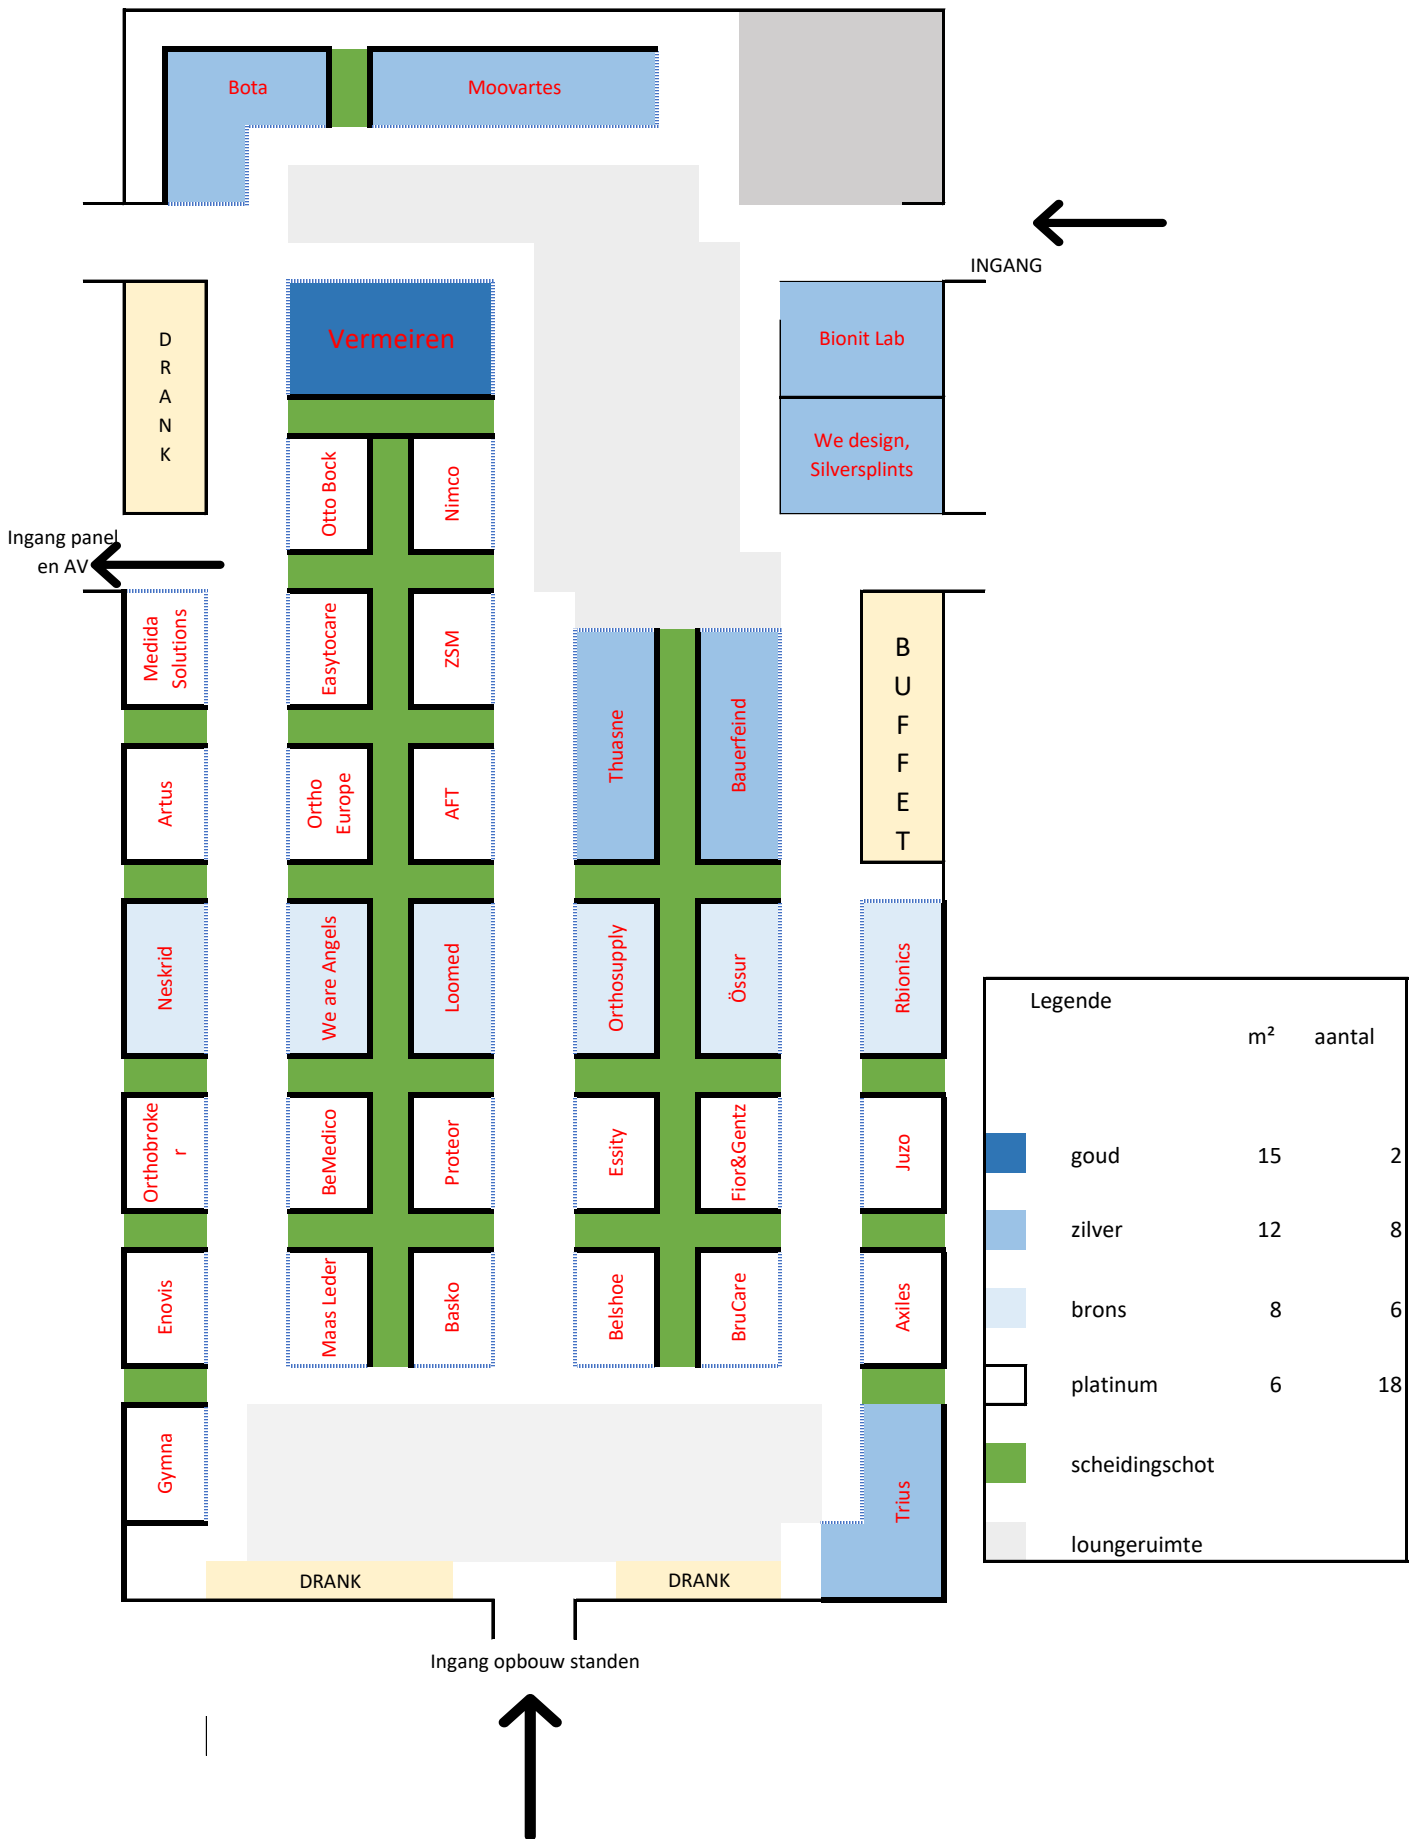 Bota
Moovartes
INGANG
D
R
A
N
K
Vermeiren
Bionit Lab
We design,
Silversplints
Otto Bock
Nimco
Ingang panel
en AV
Medida
Solutions
Easytocare
ZSM
Thuasne
Bauerfeind
B
U
F
F
E
T
Artus
Ortho
Europe
AFT
Neskrid
We are Angels
Loomed
Orthosupply
Össur
Rbionics
Orthobroke
r
BeMedico
Proteor
Essity
Fior&Gentz
Juzo
Enovis
Maas Leder
Basko
Belshoe
BruCare
Axiles
Gymna
Trius
DRANK
DRANK
Ingang opbouw standen
Legende
m² aantal
goud 15 2
zilver 12 8
brons 8 6
platinum 6 18
scheidingschot
loungeruimte